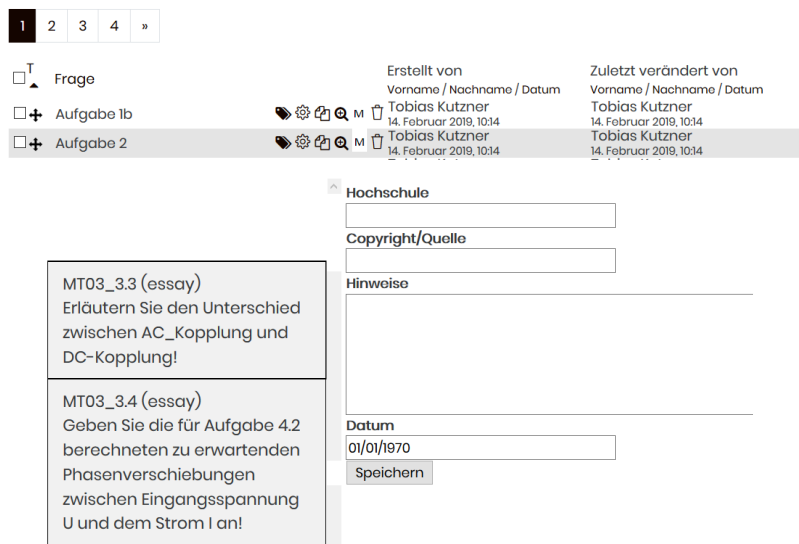 1 2 3 4 »
T Frage Erstellt von Zuletzt verändert von
Vorname / Nachname / Datum Vorname / Nachname / Datum
Aufgabe 1b M Tobias Kutzner Tobias Kutzner
14. Februar 2019, 10:14 14. Februar 2019, 10:14
Aufgabe 2 M Tobias Kutzner Tobias Kutzner
14. Februar 2019, 10:14 14. Februar 2019, 10:14
Hochschule
Copyright/Quelle
Hinweise
MT03_3.3 (essay)
Erläutern Sie den Unterschied
zwischen AC_Kopplung und
DC-Kopplung!
MT03_3.4 (essay)
Geben Sie die für Aufgabe 4.2
berechneten zu erwartenden
Phasenverschiebungen
zwischen Eingangsspannung
U und dem Strom I an!
Datum
01/01/1970
Speichern